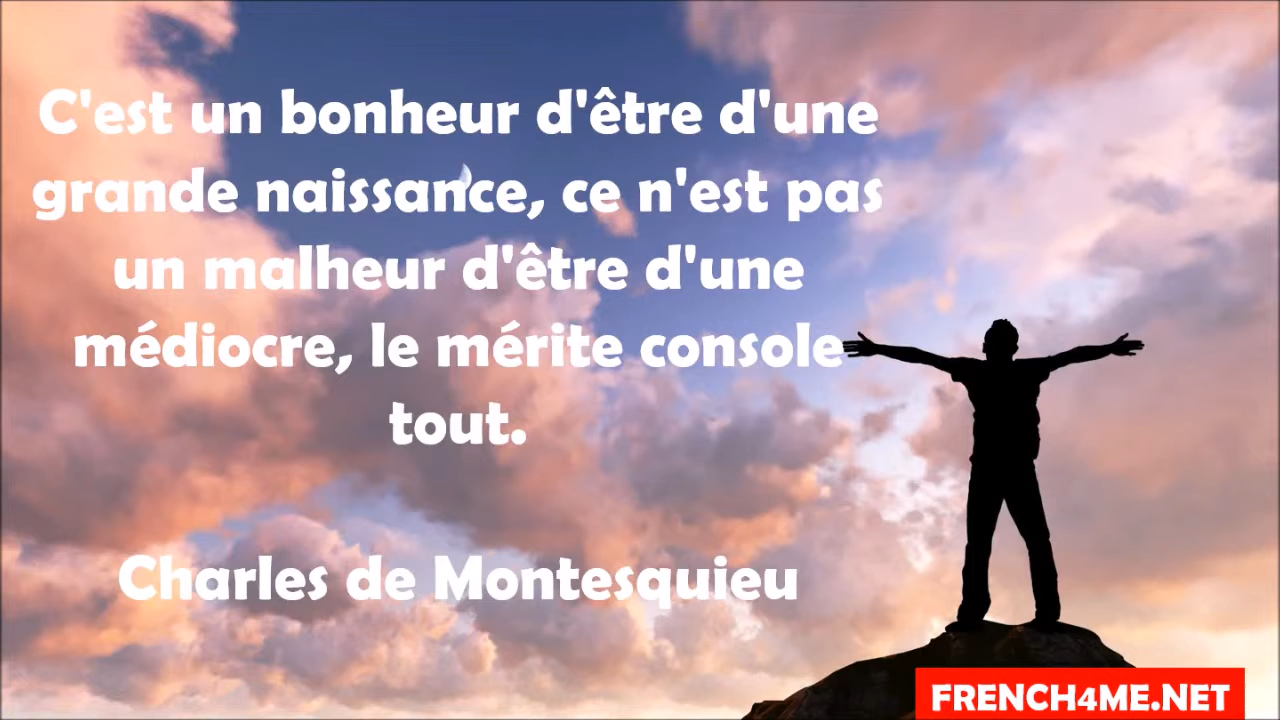 C'est un bonheur d'être d'une
grande naissance, ce n'est pas
un malheur d'être d'une
médiocre, le mérite console
tout.
Charles de Montesquieu
FRENCH4ME.NET